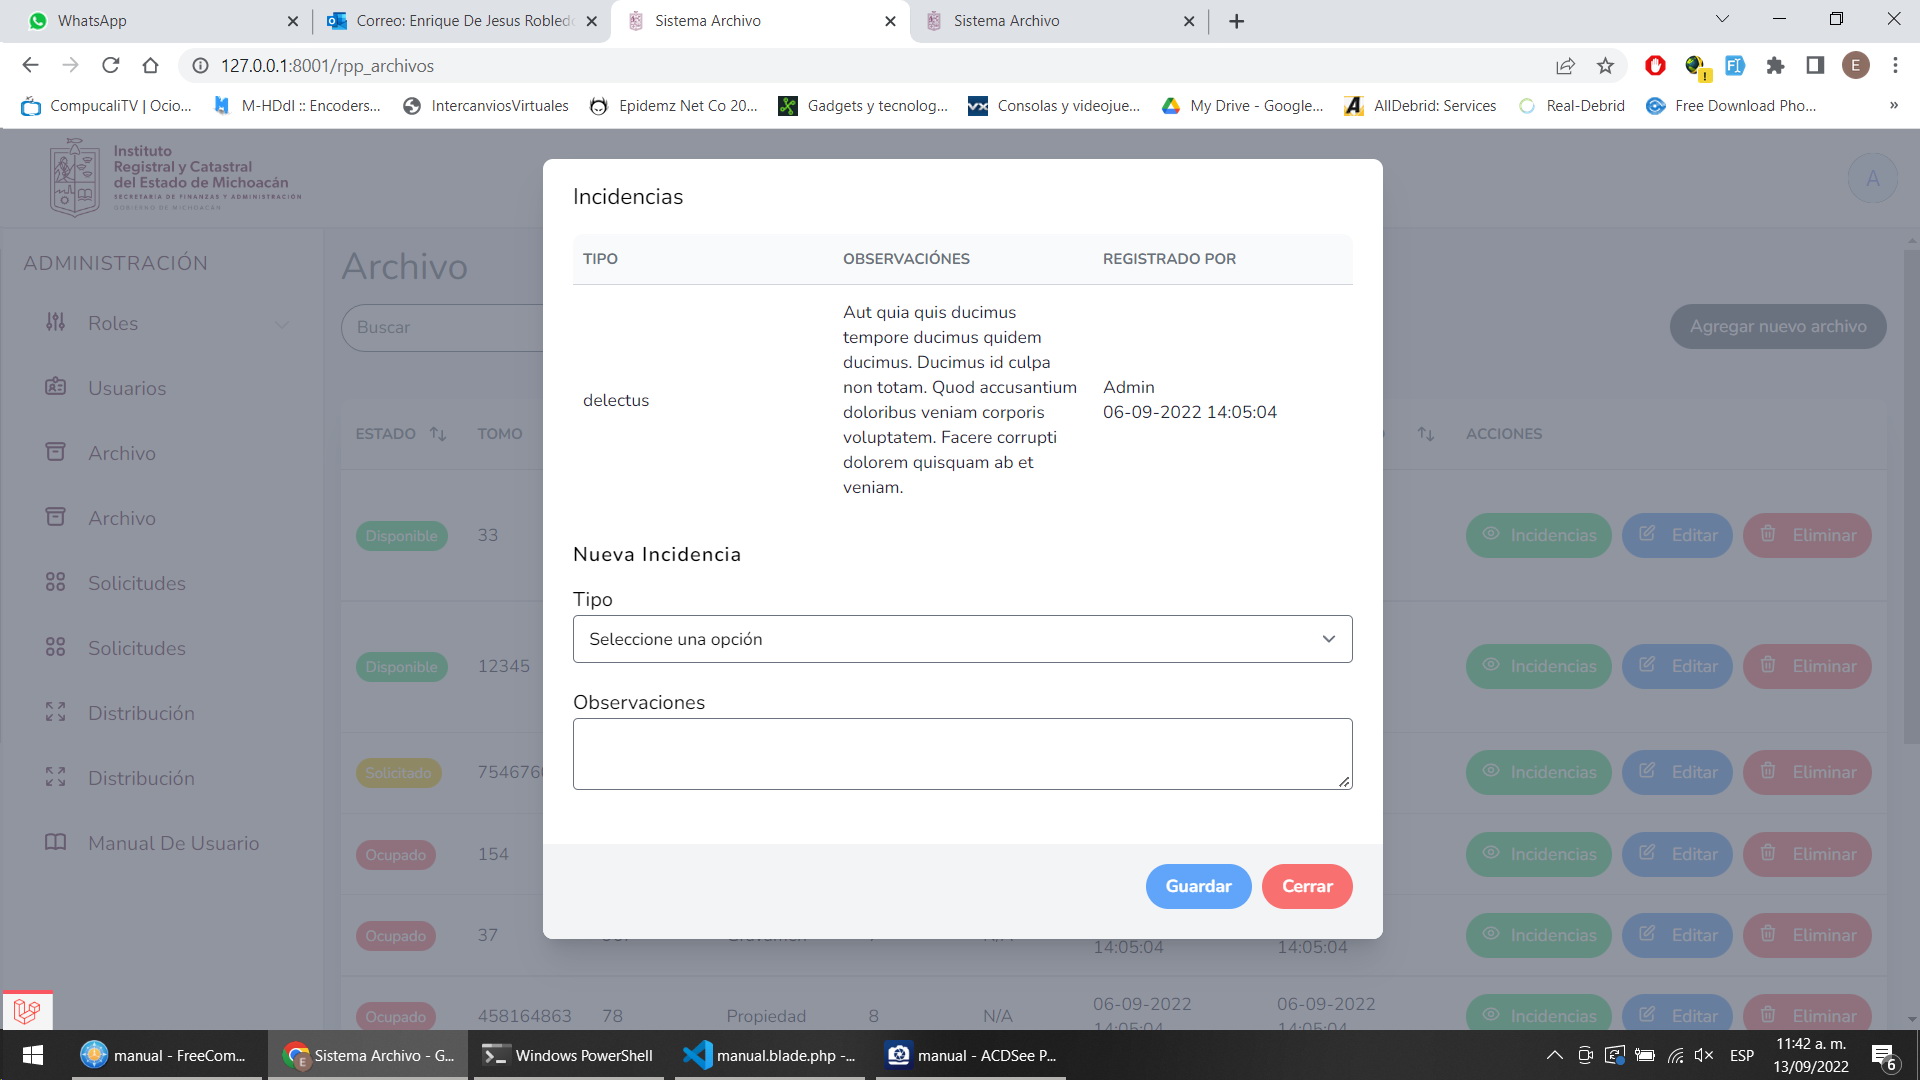 WhatsApp
Correo: Enrique De Jesus Robled
Sistema Archivo
Sistema Archivo
127.0.0.1:8001/rpp_archivos
E
CompucaliTV | Ocio...
M-HDdl :: Encoders...
IntercanviosVirtuales
Epidemz Net Co 20...
Gadgets y tecnolog...
Consolas y videojue...
My Drive - Google...
AllDebrid: Services
Real-Debrid
Free Download Pho...
»
Instituto
Registral y Catastral
del Estado de Michoacán
SECRETARÍA DE FINANZAS Y ADMINISTRACIÓN
GOBIERNO DE MICHOACÁN
A
ADMINISTRACIÓN
Roles
Usuarios
Archivo
Archivo
Solicitudes
Solicitudes
Distribución
Distribución
Manual De Usuario
Archivo
Buscar
Agregar nuevo archivo
ESTADO TOMO ACCIONES
Disponible 33 Incidencias Editar Eliminar
Disponible 12345 Incidencias Editar Eliminar
Solicitado 754676 Incidencias Editar Eliminar
Ocupado 154 Incidencias Editar Eliminar
Ocupado 37 14:05:04 14:05:04 Incidencias Editar Eliminar
Ocupado 458164863 78 Propiedad 8 N/A 06-09-2022 14:05:04 06-09-2022 14:05:04 Incidencias Editar Eliminar
Incidencias
TIPO OBSERVACIÓNES REGISTRADO POR
delectus
Aut quia quis ducimus
tempore ducimus quidem
ducimus. Ducimus id culpa
non totam. Quod accusantium
doloribus veniam corporis
voluptatem. Facere corrupti
dolorem quisquam ab et
veniam.
Admin
06-09-2022 14:05:04
Nueva Incidencia
Tipo
Seleccione una opción
Observaciones
Guardar Cerrar
manual - FreeCom...
Sistema Archivo - G...
Windows PowerShell
manual.blade.php -...
manual - ACDSee P...
ESP
11:42 a. m.
13/09/2022
6